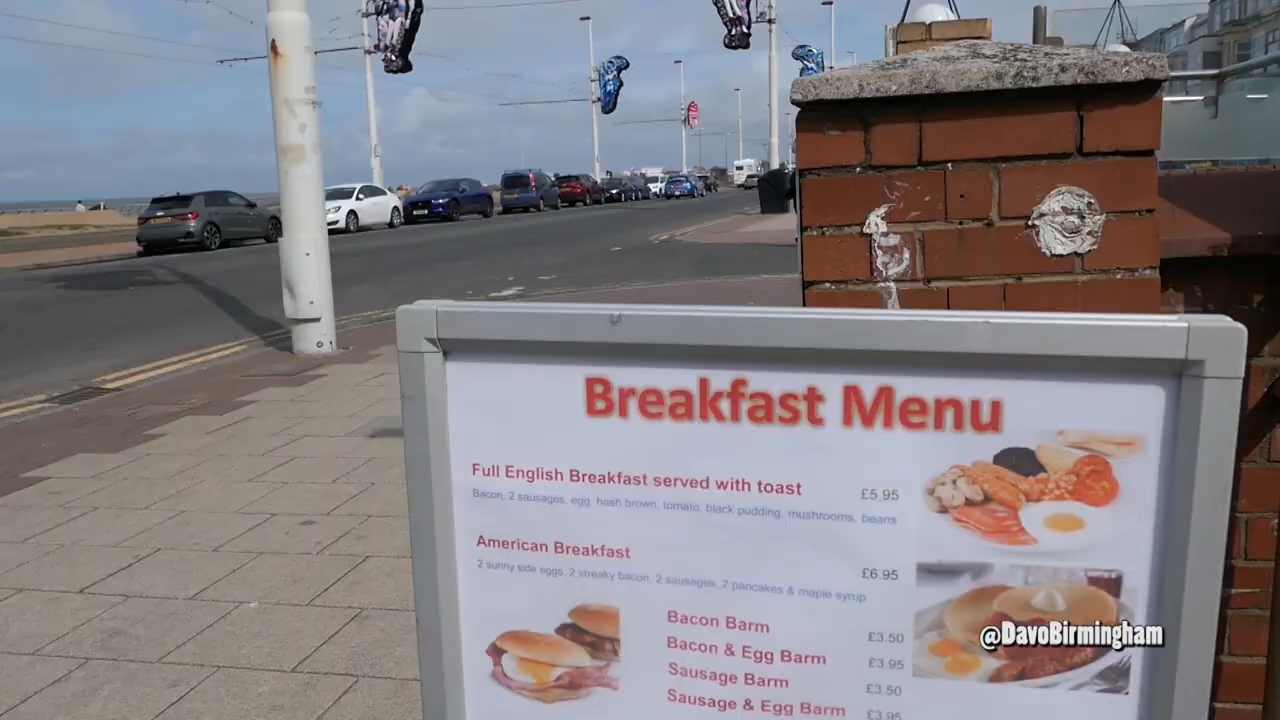 Breakfast Menu
Full English Breakfast served with toast £5.95
Bacon, 2 sausages, egg, hash brown, tomato, black pudding, mushrooms, beans
American Breakfast £6.95
2 sunny side eggs, 2 streaky bacon, 2 sausages, 2 pancakes & maple syrup
Bacon Barm £3.50
Bacon & Egg Barm £3.95
Sausage Barm £3.50
Sausage & Egg Barm £3.95
@DavoBirmingham